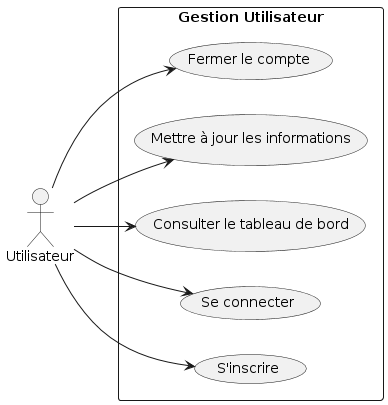 Gestion Utilisateur
Fermer le compte
Mettre à jour les informations
Consulter le tableau de bord
Utilisateur
Se connecter
S'inscrire